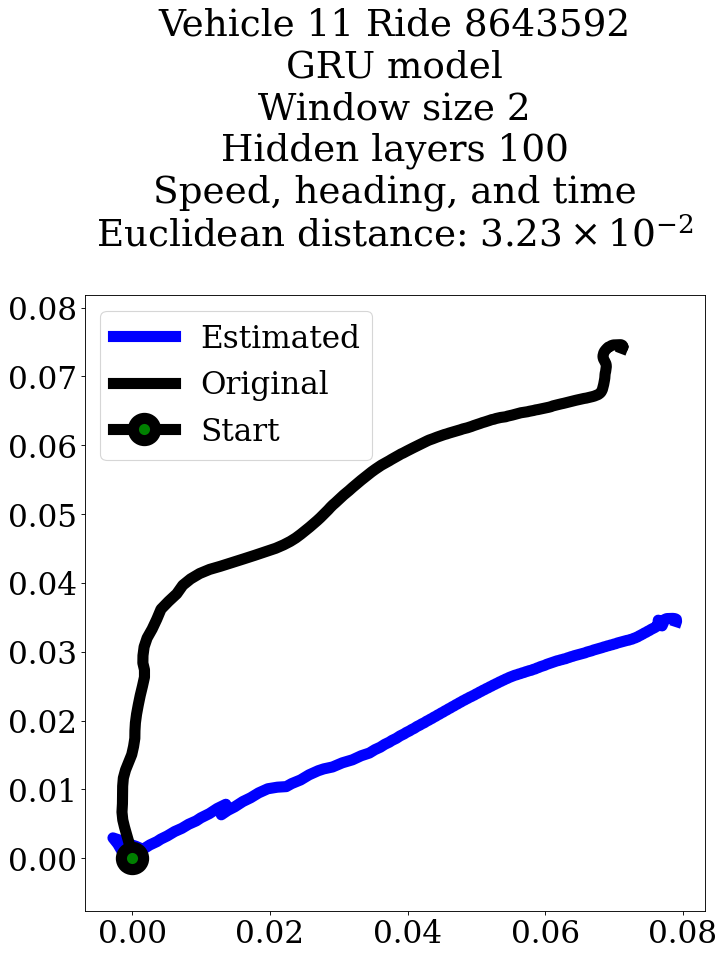 Vehicle 11 Ride 8643592
GRU model
Window size 2
Hidden layers 100
Speed, heading, and time
Euclidean distance: 3.23 × 10⁻²
Estimated
Original
Start
0.08
0.07
0.06
0.05
0.04
0.03
0.02
0.01
0.00
0.00 0.02 0.04 0.06 0.08